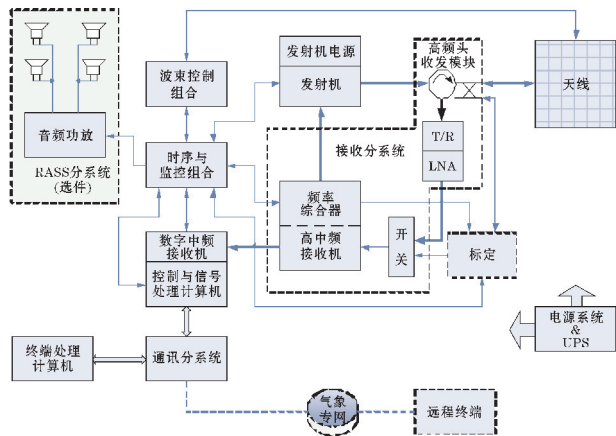 音频功放
RASS分系统
(选件)
波束控制
组合
时序与
监控组合
数字中频
接收机
控制与信号
处理计算机
终端处理
计算机
通讯分系统
发射机电源
发射机
接收分系统
频率
综合器
高中频
接收机
高频头
收发模块
T/R
LNA
开
关
标定
天线
电源系统
&
UPS
气象
专网
远程终端